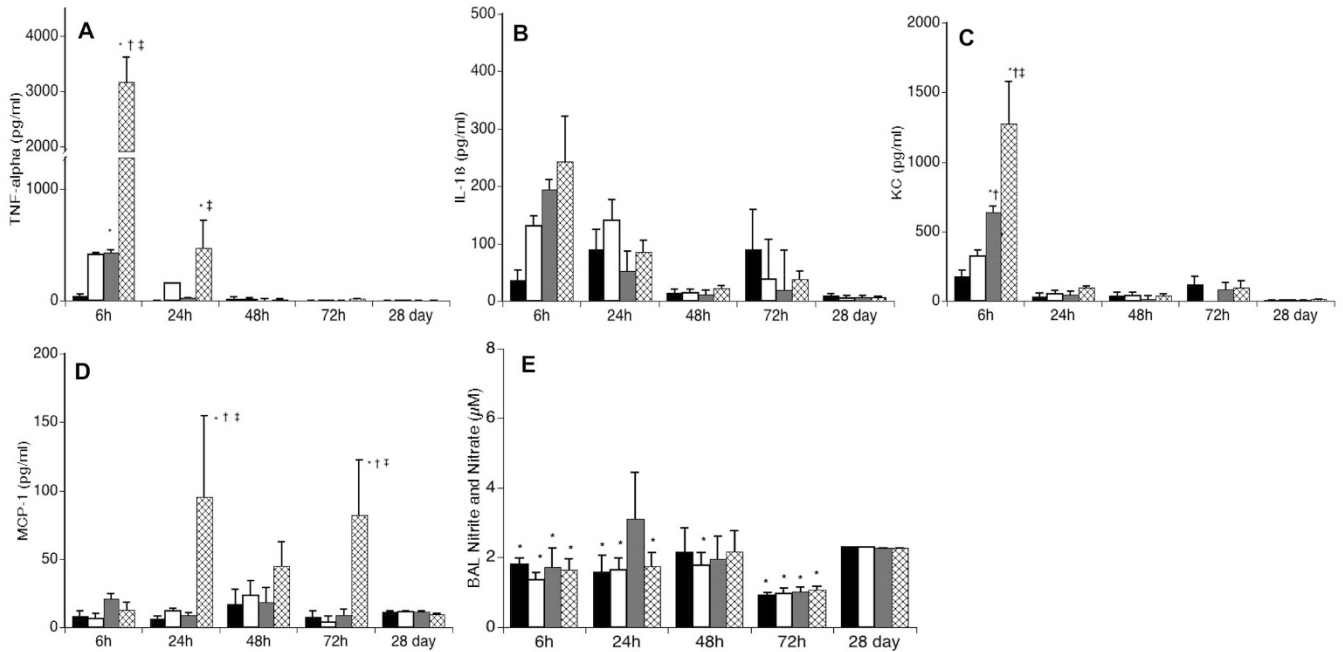 A
TNF-alpha (pg/ml)
4000
3000
2000
1000
0
* † ‡
*
* ‡
6h 24h 48h 72h 28 day
B
IL-1ß (pg/ml)
500
400
300
200
100
0
6h 24h 48h 72h 28 day
C
KC (pg/ml)
2000
1500
1000
500
0
*†‡
*†
6h 24h 48h 72h 28 day
D
MCP-1 (pg/ml)
200
150
100
50
0
* † ‡
* † ‡
6h 24h 48h 72h 28 day
E
BAL Nitrite and Nitrate (µM)
8
6
4
2
0
* * * *
* * *
*
* * * *
6h 24h 48h 72h 28 day